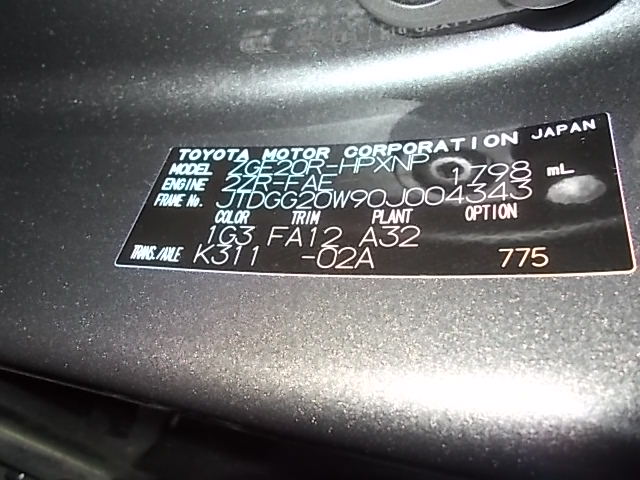 TOYOTA MOTOR CORPORATION JAPAN
MODEL ZGE20R-HPXNP
ENGINE 2ZR-FAE 1798 mL
FRAME No. JTDGG20W90J004343
COLOR TRIM PLANT OPTION
1G3 FA12 A32
TRANS./AXLE K311 -02A 775